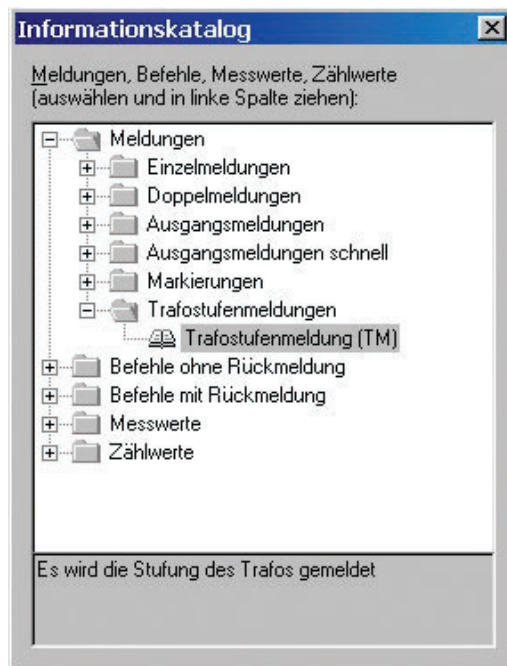 Informationskatalog
Meldungen, Befehle, Messwerte, Zählwerte
(auswählen und in linke Spalte ziehen):
Meldungen
Einzelmeldungen
Doppelmeldungen
Ausgangsmeldungen
Ausgangsmeldungen schnell
Markierungen
Trafostufenmeldungen
Trafostufenmeldung (TM)
Befehle ohne Rückmeldung
Befehle mit Rückmeldung
Messwerte
Zählwerte
Es wird die Stufung des Trafos gemeldet